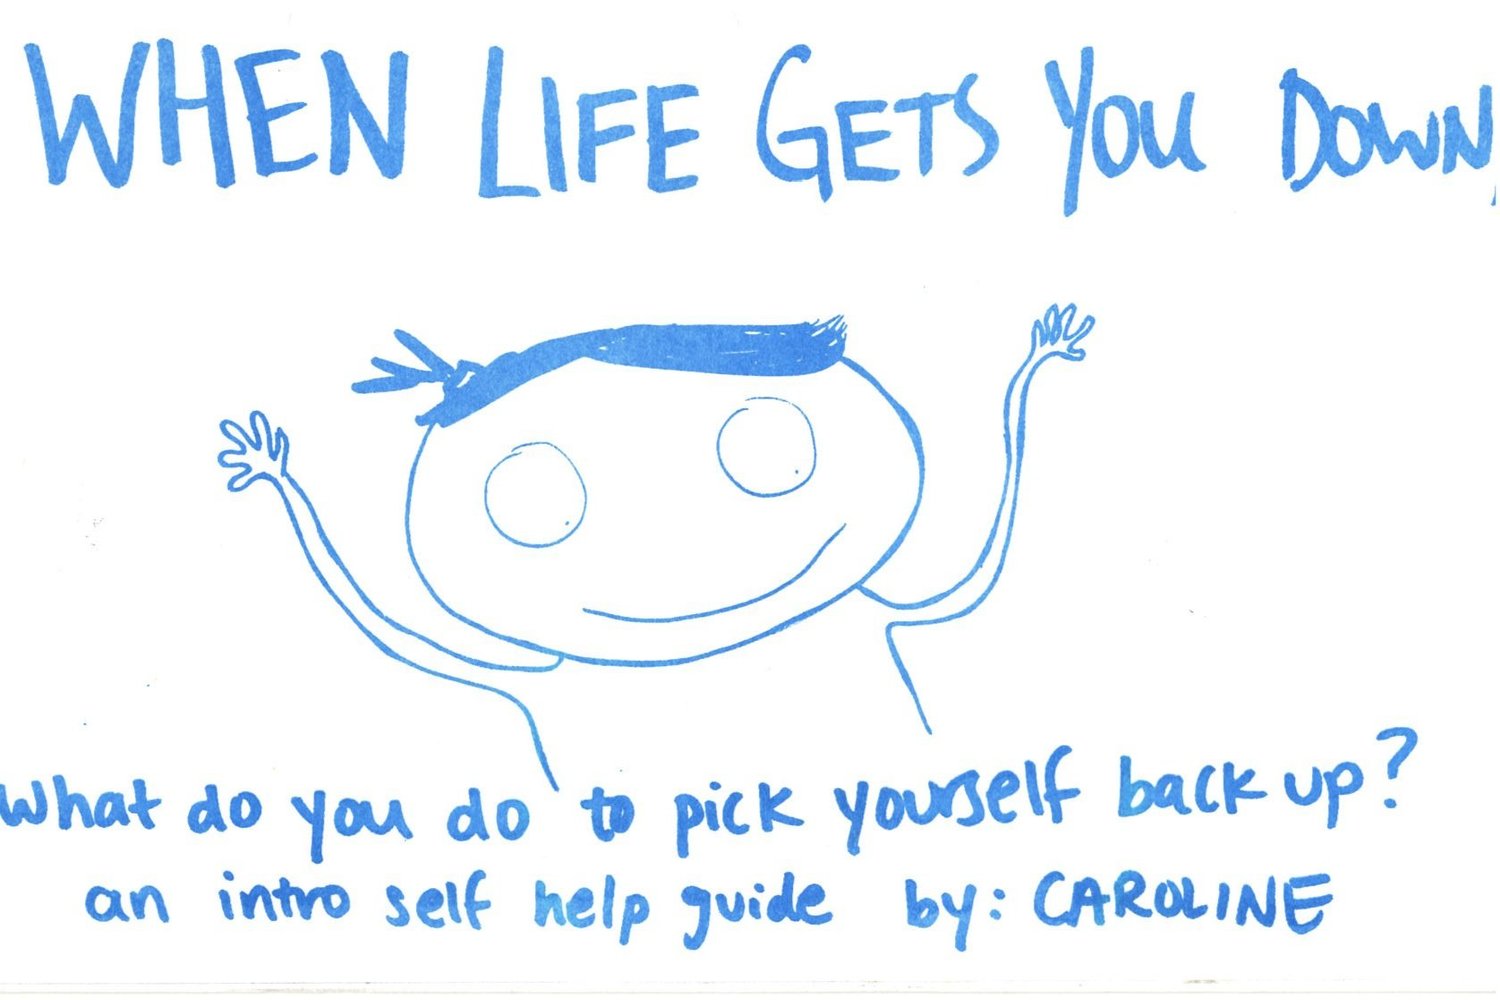 WHEN LIFE GETS YOU DOWN,
what do you do to pick yourself back up?
an intro self help guide by: CAROLINE